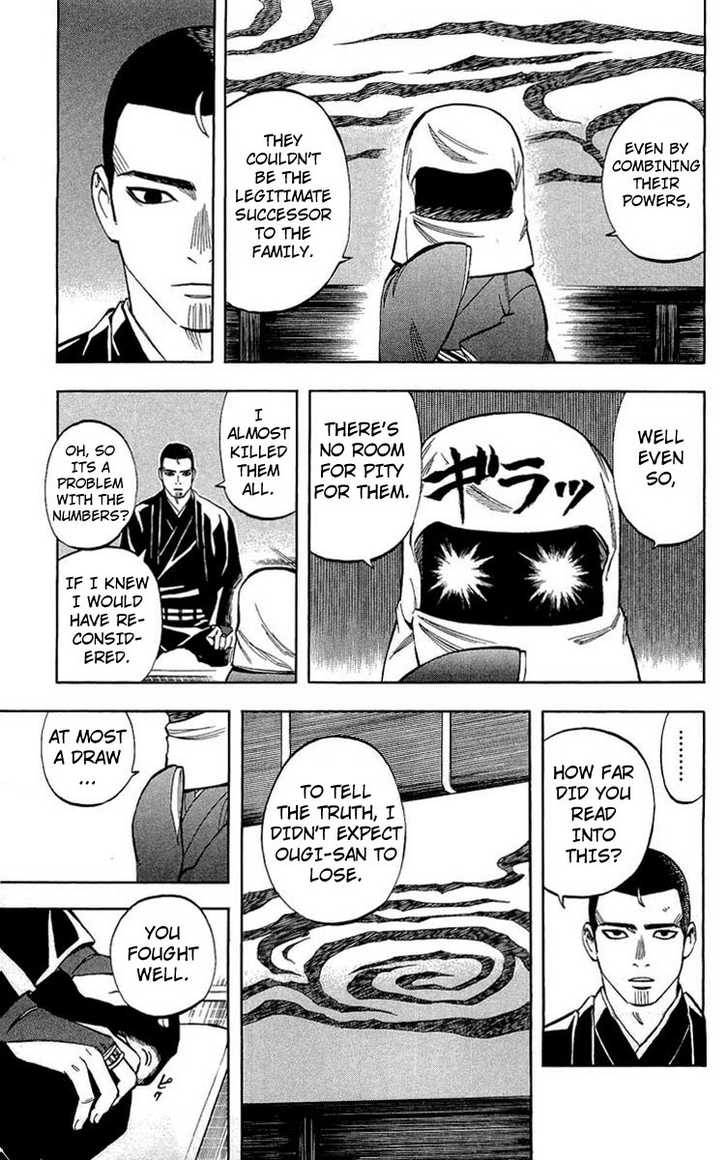 EVEN BY
COMBINING
THEIR
POWERS,
THEY
COULDN'T
BE THE
LEGITIMATE
SUCCESSOR
TO THE
FAMILY.
WELL
EVEN
SO,
ギラッ
THERE'S
NO ROOM
FOR PITY
FOR THEM.
I
ALMOST
KILLED
THEM
ALL.
OH, SO
ITS A
PROBLEM
WITH THE
NUMBERS?
IF I KNEW
I WOULD
HAVE RE-
CONSID-
ERED.
........
HOW FAR
DID YOU
READ
INTO
THIS?
TO TELL
THE TRUTH, I
DIDN'T EXPECT
OUGI-SAN TO
LOSE.
AT MOST
A DRAW
...
YOU
FOUGHT
WELL.
ピク